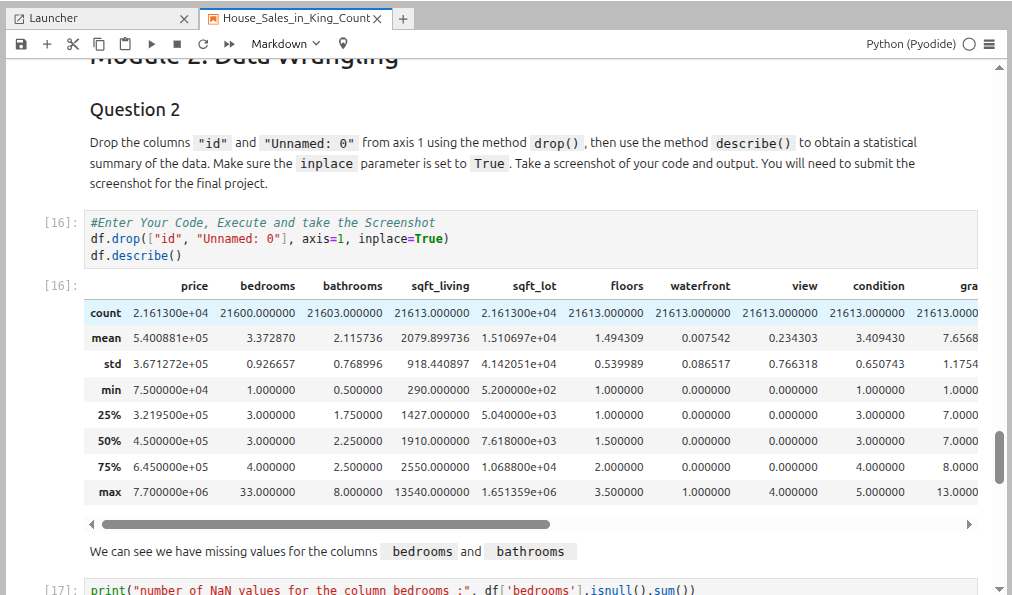 Launcher
House_Sales_in_King_Count
Markdown
Python (Pyodide)
Module 2: Data Wrangling
Question 2
Drop the columns "id" and "Unnamed: 0" from axis 1 using the method drop() , then use the method describe() to obtain a statistical
summary of the data. Make sure the inplace parameter is set to True . Take a screenshot of your code and output. You will need to submit the
screenshot for the final project.
[16]: #Enter Your Code, Execute and take the Screenshot
df.drop(["id", "Unnamed: 0"], axis=1, inplace=True)
df.describe()
[16]: price bedrooms bathrooms sqft_living sqft_lot floors waterfront view condition gra
count 2.161300e+04 21600.000000 21603.000000 21613.000000 2.161300e+04 21613.000000 21613.000000 21613.000000 21613.000000 21613.0000
mean 5.400881e+05 3.372870 2.115736 2079.899736 1.510697e+04 1.494309 0.007542 0.234303 3.409430 7.6568
std 3.671272e+05 0.926657 0.768996 918.440897 4.142051e+04 0.539989 0.086517 0.766318 0.650743 1.1754
min 7.500000e+04 1.000000 0.500000 290.000000 5.200000e+02 1.000000 0.000000 0.000000 1.000000 1.0000
25% 3.219500e+05 3.000000 1.750000 1427.000000 5.040000e+03 1.000000 0.000000 0.000000 3.000000 7.0000
50% 4.500000e+05 3.000000 2.250000 1910.000000 7.618000e+03 1.500000 0.000000 0.000000 3.000000 7.0000
75% 6.450000e+05 4.000000 2.500000 2550.000000 1.068800e+04 2.000000 0.000000 0.000000 4.000000 8.0000
max 7.700000e+06 33.000000 8.000000 13540.000000 1.651359e+06 3.500000 1.000000 4.000000 5.000000 13.0000
We can see we have missing values for the columns bedrooms and bathrooms
[17]: print("number of NaN values for the column bedrooms :", df['bedrooms'].isnull().sum())